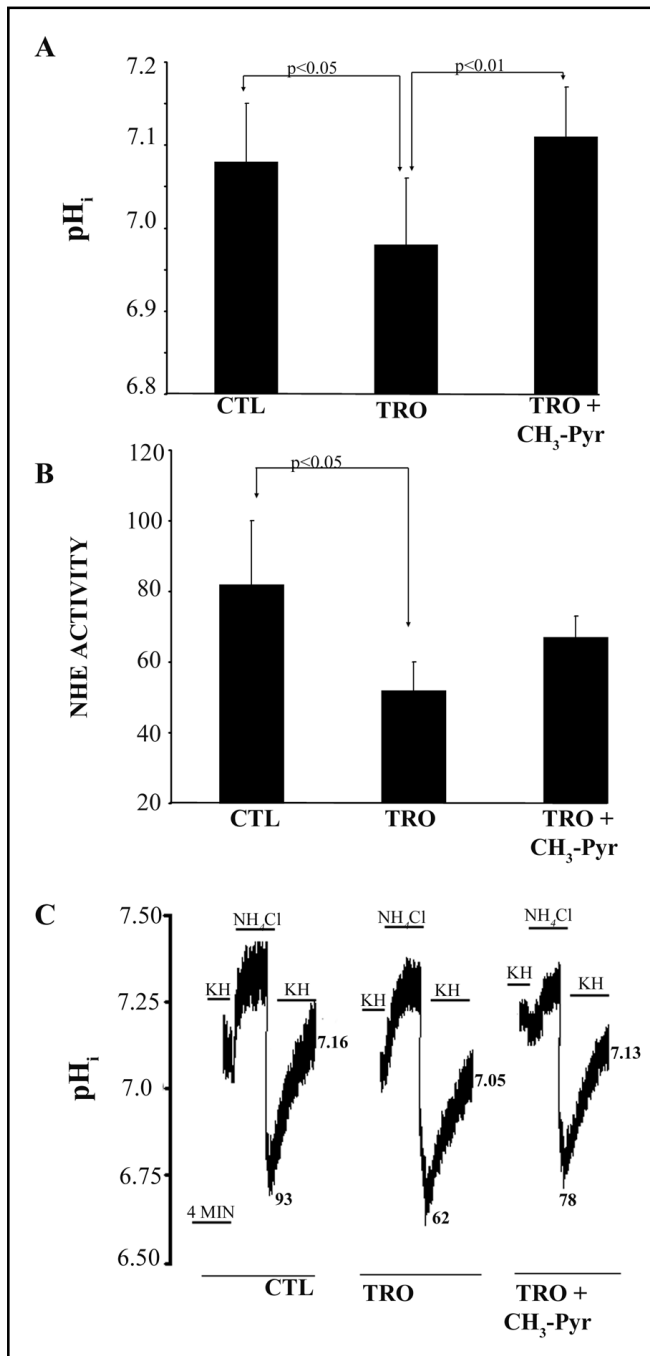 A
7.2
7.1
7.0
6.9
6.8
pHi
p<0.05
p<0.01
CTL
TRO
TRO +
CH3-Pyr
B
120
100
80
60
40
20
NHE ACTIVITY
p<0.05
CTL
TRO
TRO +
CH3-Pyr
C
7.50
7.25
7.0
6.75
6.50
pHi
NH4Cl
NH4Cl
NH4Cl
KH
KH
KH
KH
KH
KH
7.16
7.05
7.13
93
62
78
4 MIN
CTL
TRO
TRO +
CH3-Pyr